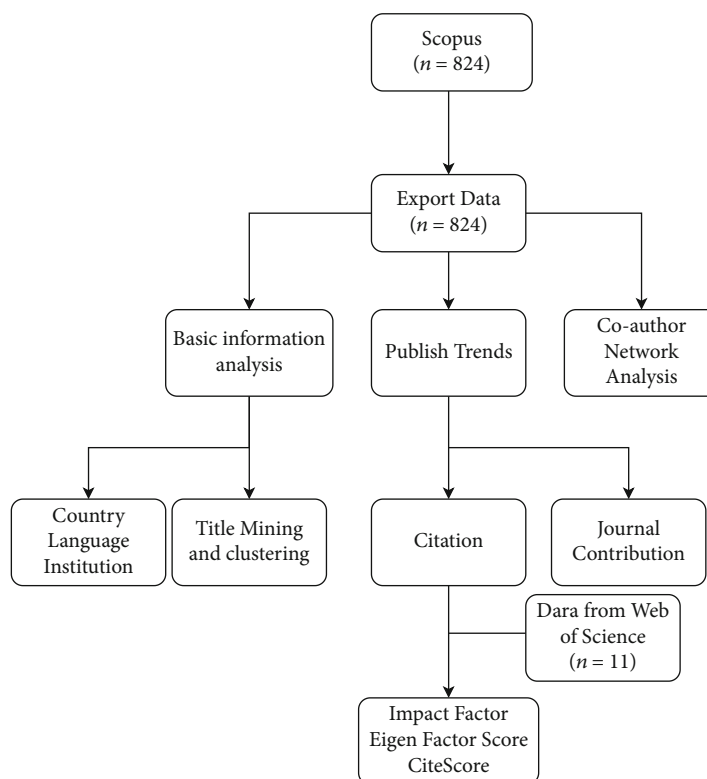 Scopus
(n = 824)
Export Data
(n = 824)
Basic information
analysis
Publish Trends
Co-author
Network
Analysis
Country
Language
Institution
Title Mining
and clustering
Citation
Journal
Contribution
Dara from Web
of Science
(n = 11)
Impact Factor
Eigen Factor Score
CiteScore